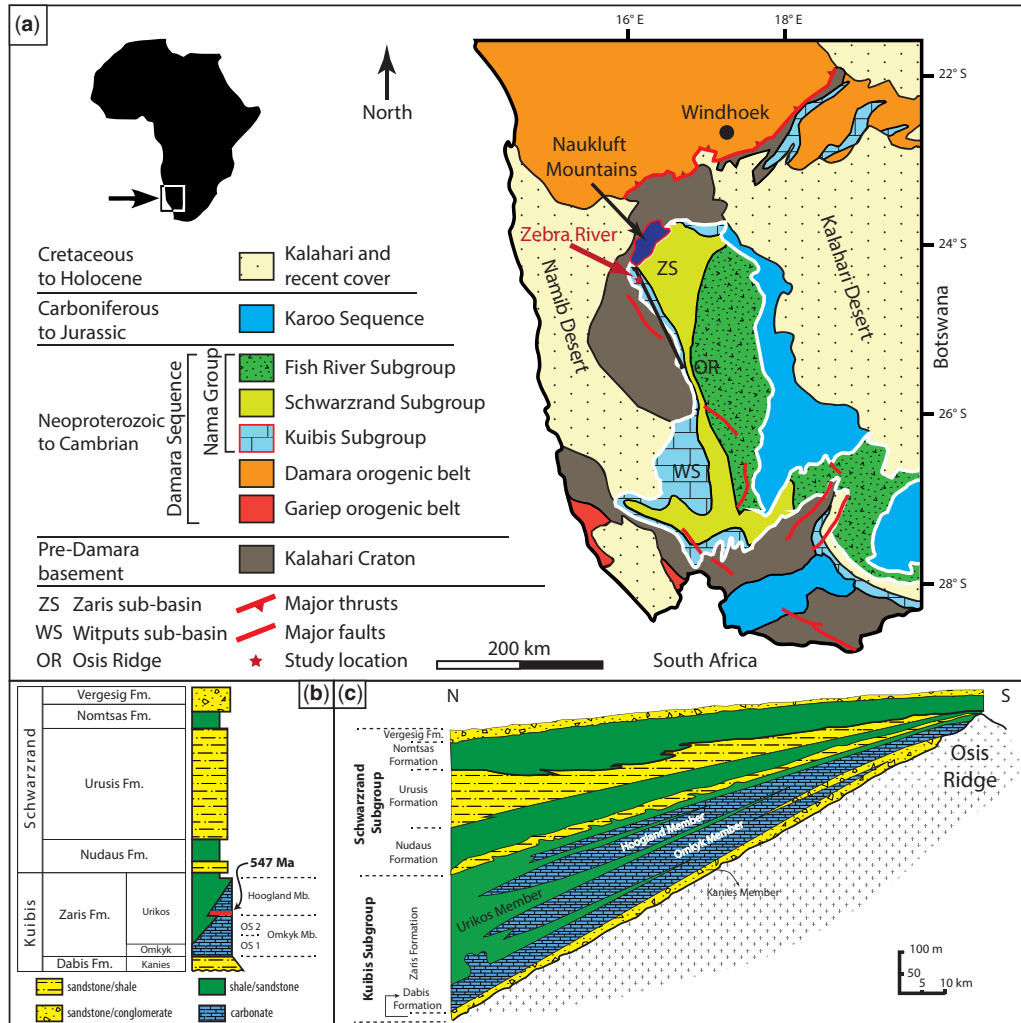 (a)
16° E
18° E
22° S
24° S
26° S
28° S
North
Windhoek
Naukluft
Mountains
Zebra River
ZS
OR
WS
Namib Desert
Kalahari Desert
Botswana
South Africa
200 km
Cretaceous
to Holocene
Kalahari and
recent cover
Carboniferous
to Jurassic
Karoo Sequence
Neoproterozoic
to Cambrian
Damara Sequence
Nama Group
Fish River Subgroup
Schwarzrand Subgroup
Kuibis Subgroup
Damara orogenic belt
Gariep orogenic belt
Pre-Damara
basement
Kalahari Craton
ZS Zaris sub-basin
Major thrusts
WS Witputs sub-basin
Major faults
OR Osis Ridge
Study location
(b)
Schwarzrand
Kuibis
Vergesig Fm.
Nomtsas Fm.
Urusis Fm.
Nudaus Fm.
547 Ma
Zaris Fm.
Urikos
Omkyk
Hoogland Mb.
OS 2
OS 1
Omkyk Mb.
Dabis Fm.
Kanies
sandstone/shale
shale/sandstone
sandstone/conglomerate
carbonate
(c)
N
S
Schwarzrand
Subgroup
Kuibis Subgroup
Vergesig Fm.
Nomtsas
Formation
Urusis
Formation
Nudaus
Formation
Zaris Formation
Dabis
Formation
Osis
Ridge
Hoogland Member
Omkyk Member
Kanies Member
Urikos Member
100 m
50
5 10 km